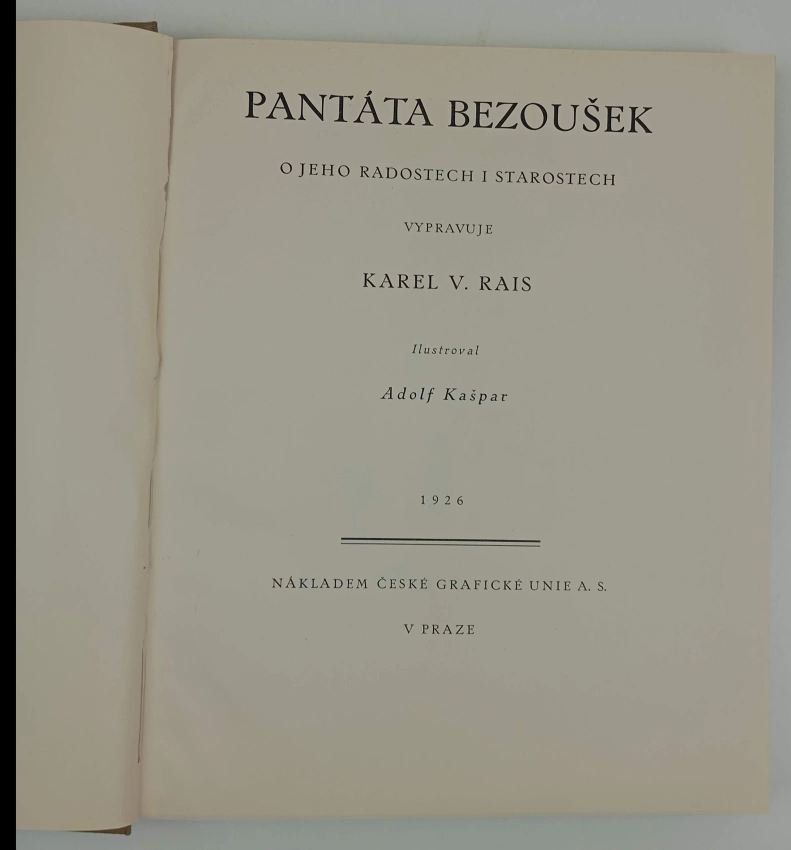 PANTÁTA BEZOUŠEK
O JEHO RADOSTECH I STAROSTECH
VYPRAVUJE
KAREL V. RAIS
Ilustroval
Adolf Kašpar
1926
NÁKLADEM ČESKÉ GRAFICKÉ UNIE A. S.
V PRAZE